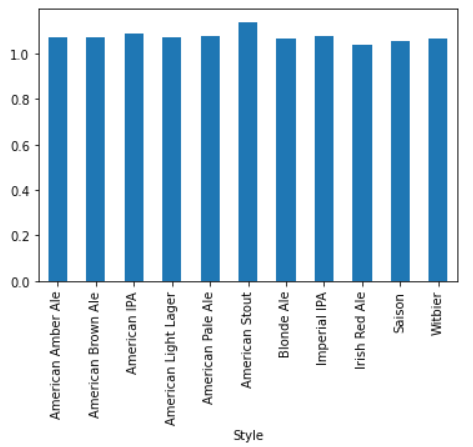 1.0
0.8
0.6
0.4
0.2
0.0
American Amber Ale
American Brown Ale
American IPA
American Light Lager
American Pale Ale
American Stout
Blonde Ale
Imperial IPA
Irish Red Ale
Saison
Witbier
Style